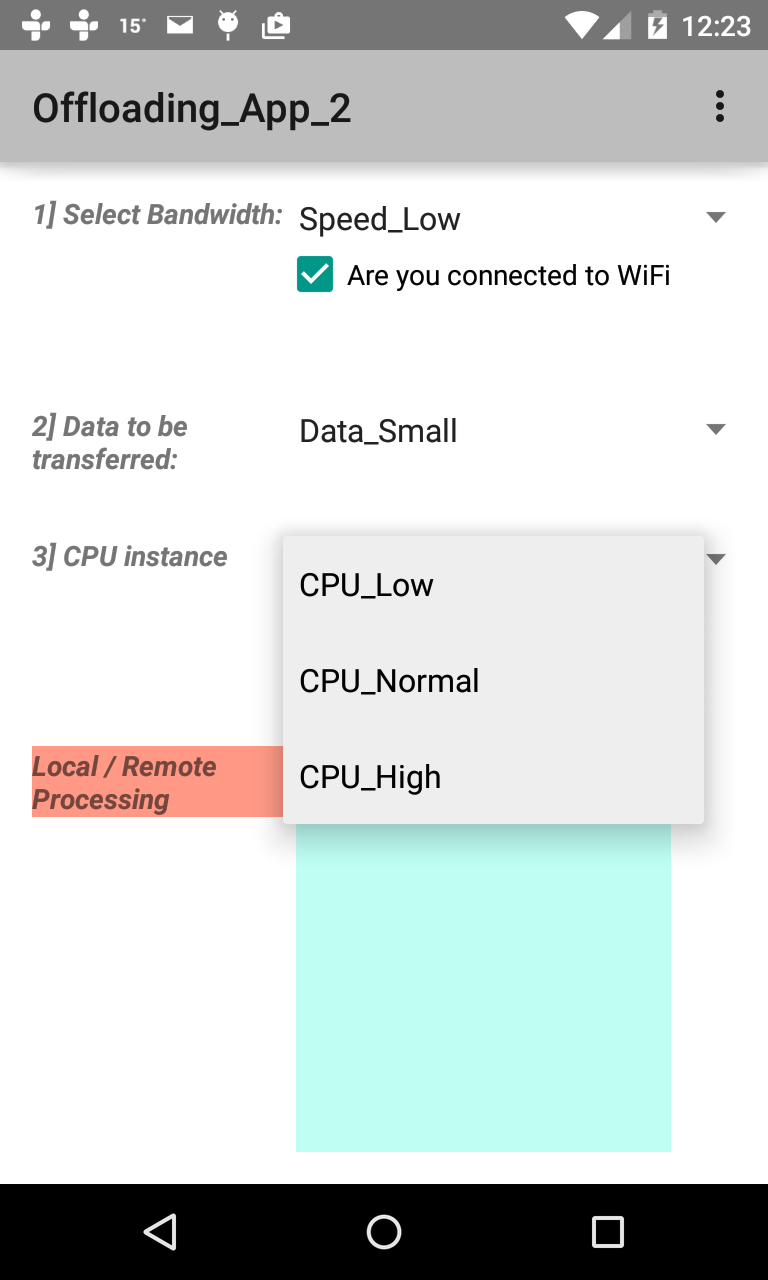 15° 12:23
Offloading_App_2
1] Select Bandwidth: Speed_Low
Are you connected to WiFi
2] Data to be
transferred:
Data_Small
3] CPU instance
CPU_Low
CPU_Normal
CPU_High
Local / Remote
Processing